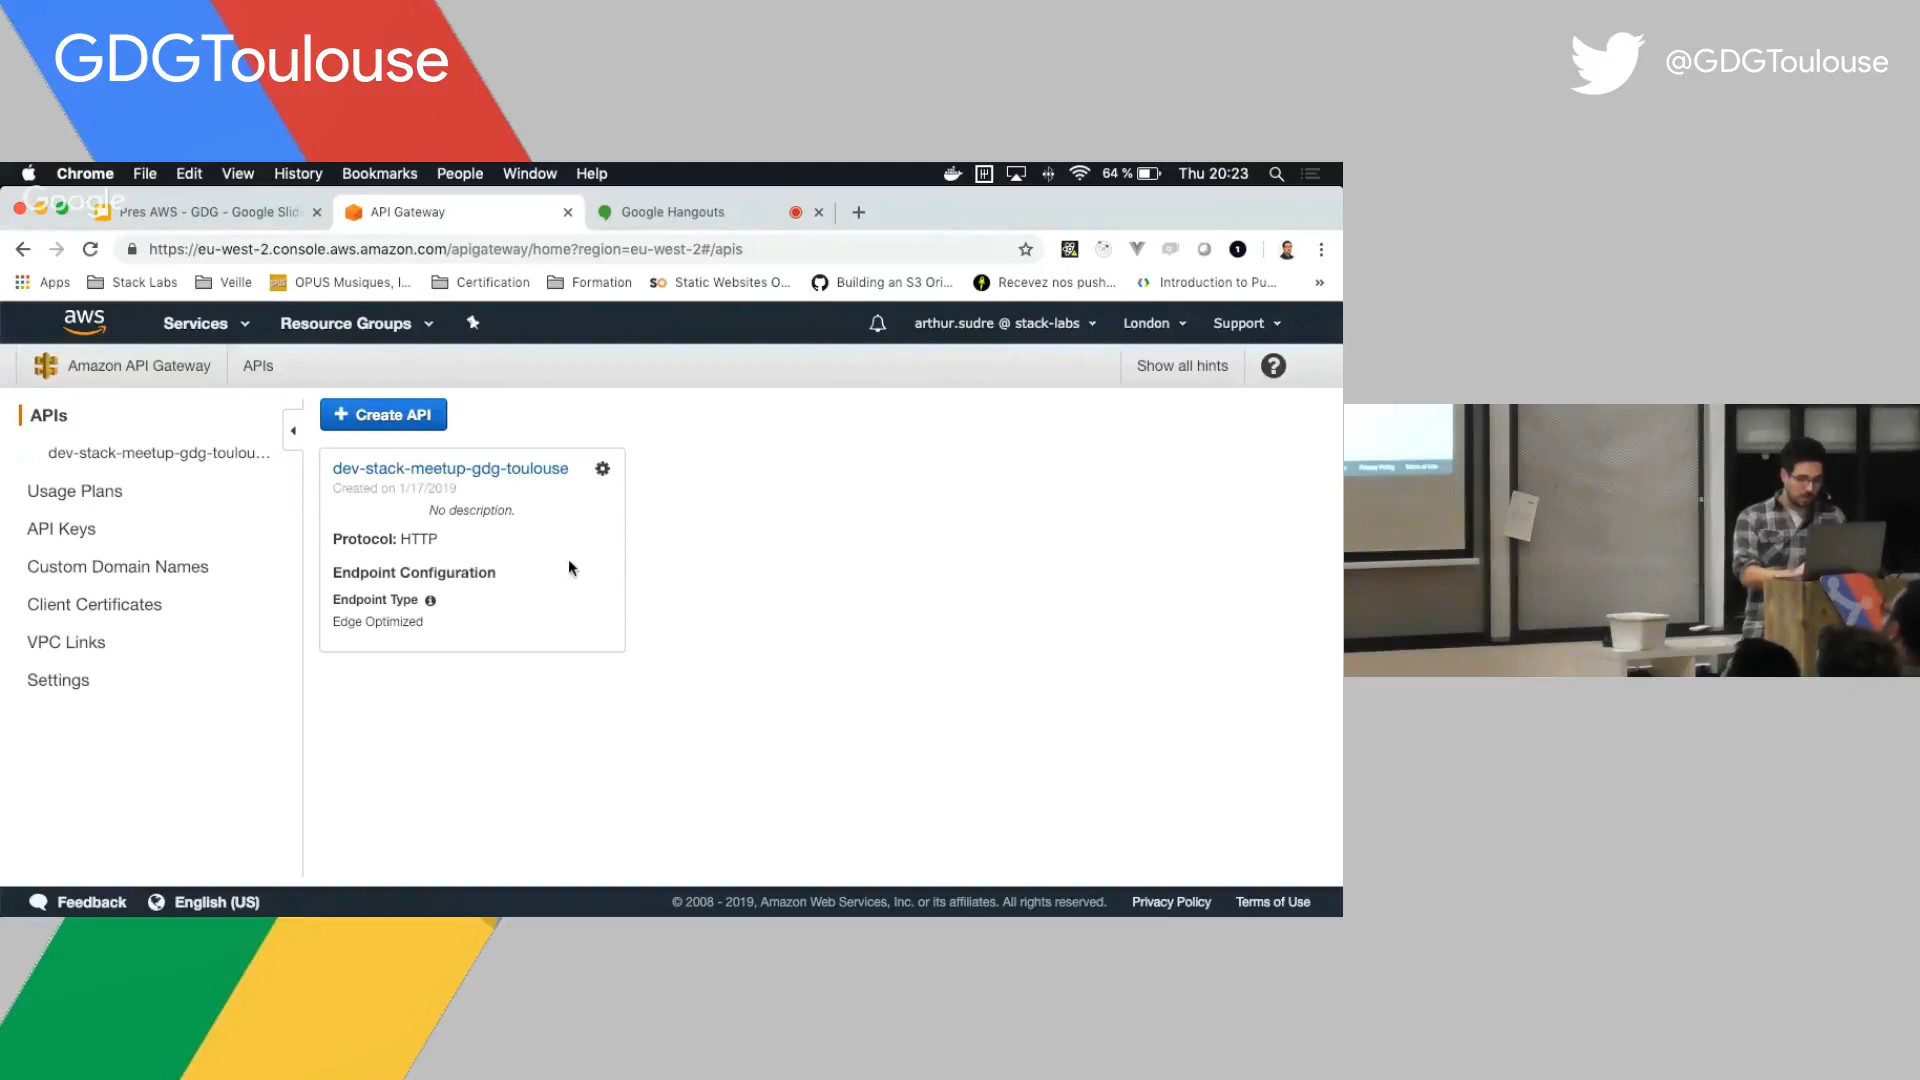 GDGToulouse
@GDGToulouse
Chrome File Edit View History Bookmarks People Window Help 64 % Thu 20:23
Google
Pres AWS - GDG - Google Slid
API Gateway
Google Hangouts
https://eu-west-2.console.aws.amazon.com/apigateway/home?region=eu-west-2#/apis
1
Apps Stack Labs Veille OPUS Musiques, I... Certification Formation Static Websites O... Building an S3 Ori... Recevez nos push... Introduction to Pu... »
aws Services Resource Groups arthur.sudre @ stack-labs London Support
Amazon API Gateway APIs Show all hints ?
APIs
dev-stack-meetup-gdg-toulou...
Usage Plans
API Keys
Custom Domain Names
Client Certificates
VPC Links
Settings
+ Create API
dev-stack-meetup-gdg-toulouse
Created on 1/17/2019
No description.
Protocol: HTTP
Endpoint Configuration
Endpoint Type
Edge Optimized
Privacy Policy Terms of Use
Feedback English (US) © 2008 - 2019, Amazon Web Services, Inc. or its affiliates. All rights reserved. Privacy Policy Terms of Use